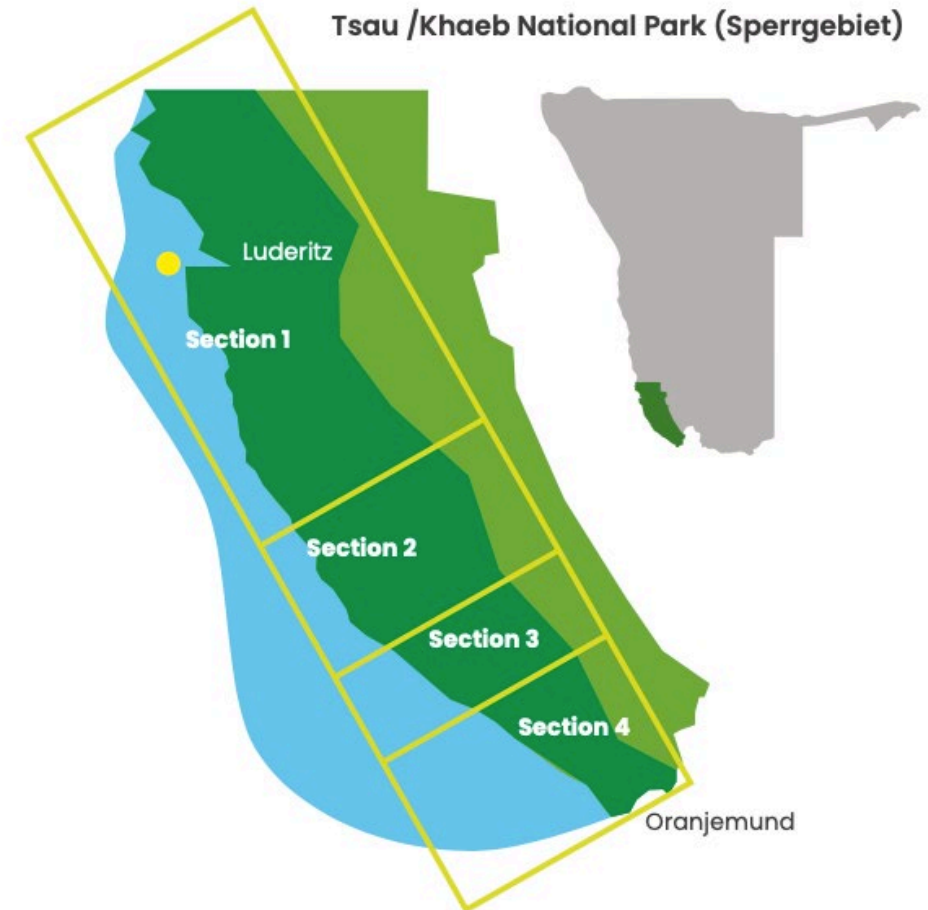 Tsau /Khaeb National Park (Sperrgebiet)
Luderitz
Section 1
Section 2
Section 3
Section 4
Oranjemund